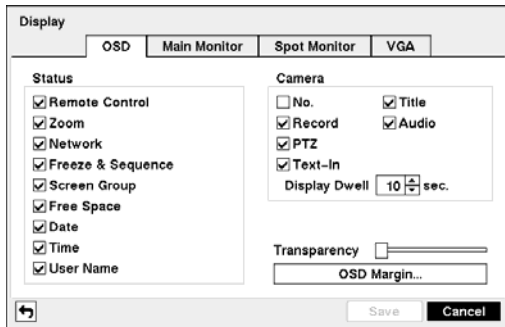 Display
OSD Main Monitor Spot Monitor VGA
Status
Remote Control
Zoom
Network
Freeze & Sequence
Screen Group
Free Space
Date
Time
User Name
Camera
No. Title
Record Audio
PTZ
Text-In
Display Dwell 10 sec.
Transparency
OSD Margin...
Save Cancel